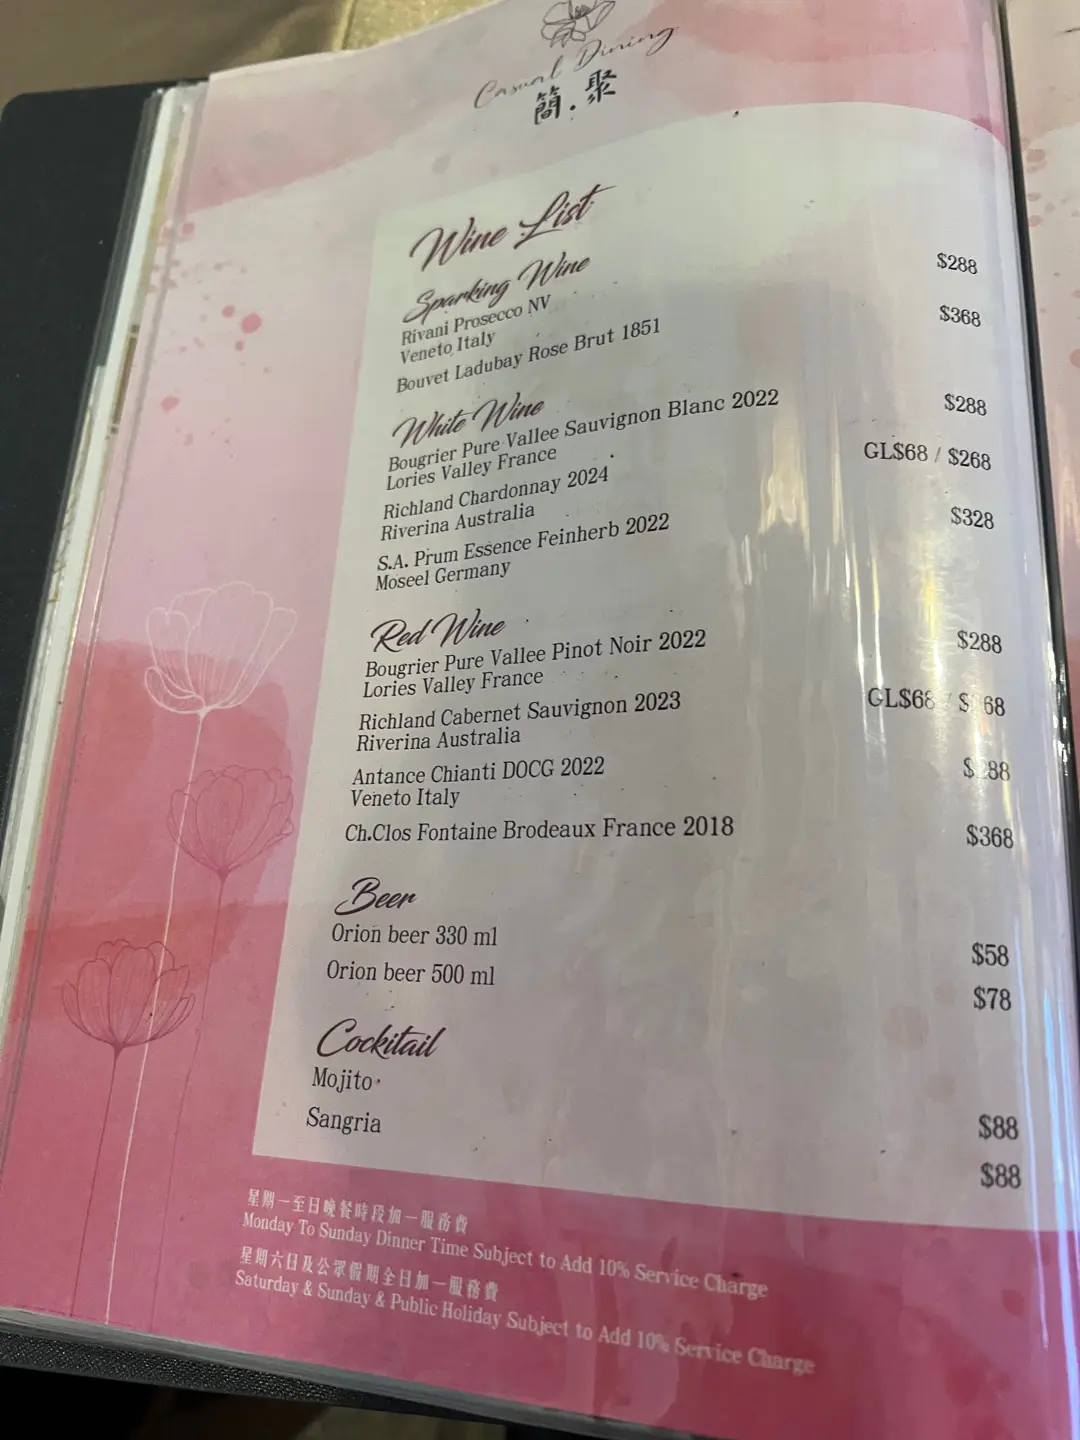 Casual Dining
簡.聚
Wine List
Sparking Wine
Rivani Prosecco NV $288
Veneto Italy
Bouvet Ladubay Rose Brut 1851 $368
White Wine
Bougrier Pure Vallee Sauvignon Blanc 2022 $288
Lories Valley France
Richland Chardonnay 2024 GL$68 / $268
Riverina Australia
S.A. Prum Essence Feinherb 2022 $328
Moseel Germany
Red Wine
Bougrier Pure Vallee Pinot Noir 2022 $288
Lories Valley France
Richland Cabernet Sauvignon 2023 GL$68 /
Riverina Australia
Antance Chianti DOCG 2022
Veneto Italy
Ch.Clos Fontaine Brodeaux France 2018 $368
Beer
Orion beer 330 ml $58
Orion beer 500 ml $78
Cockitail
Mojito $88
Sangria $88
星期一至日晚餐時段加一服務費
Monday To Sunday Dinner Time Subject to Add 10% Service Charge
星期六日及公眾假期全日加一服務費
Saturday & Sunday & Public Holiday Subject to Add 10% Service Charge